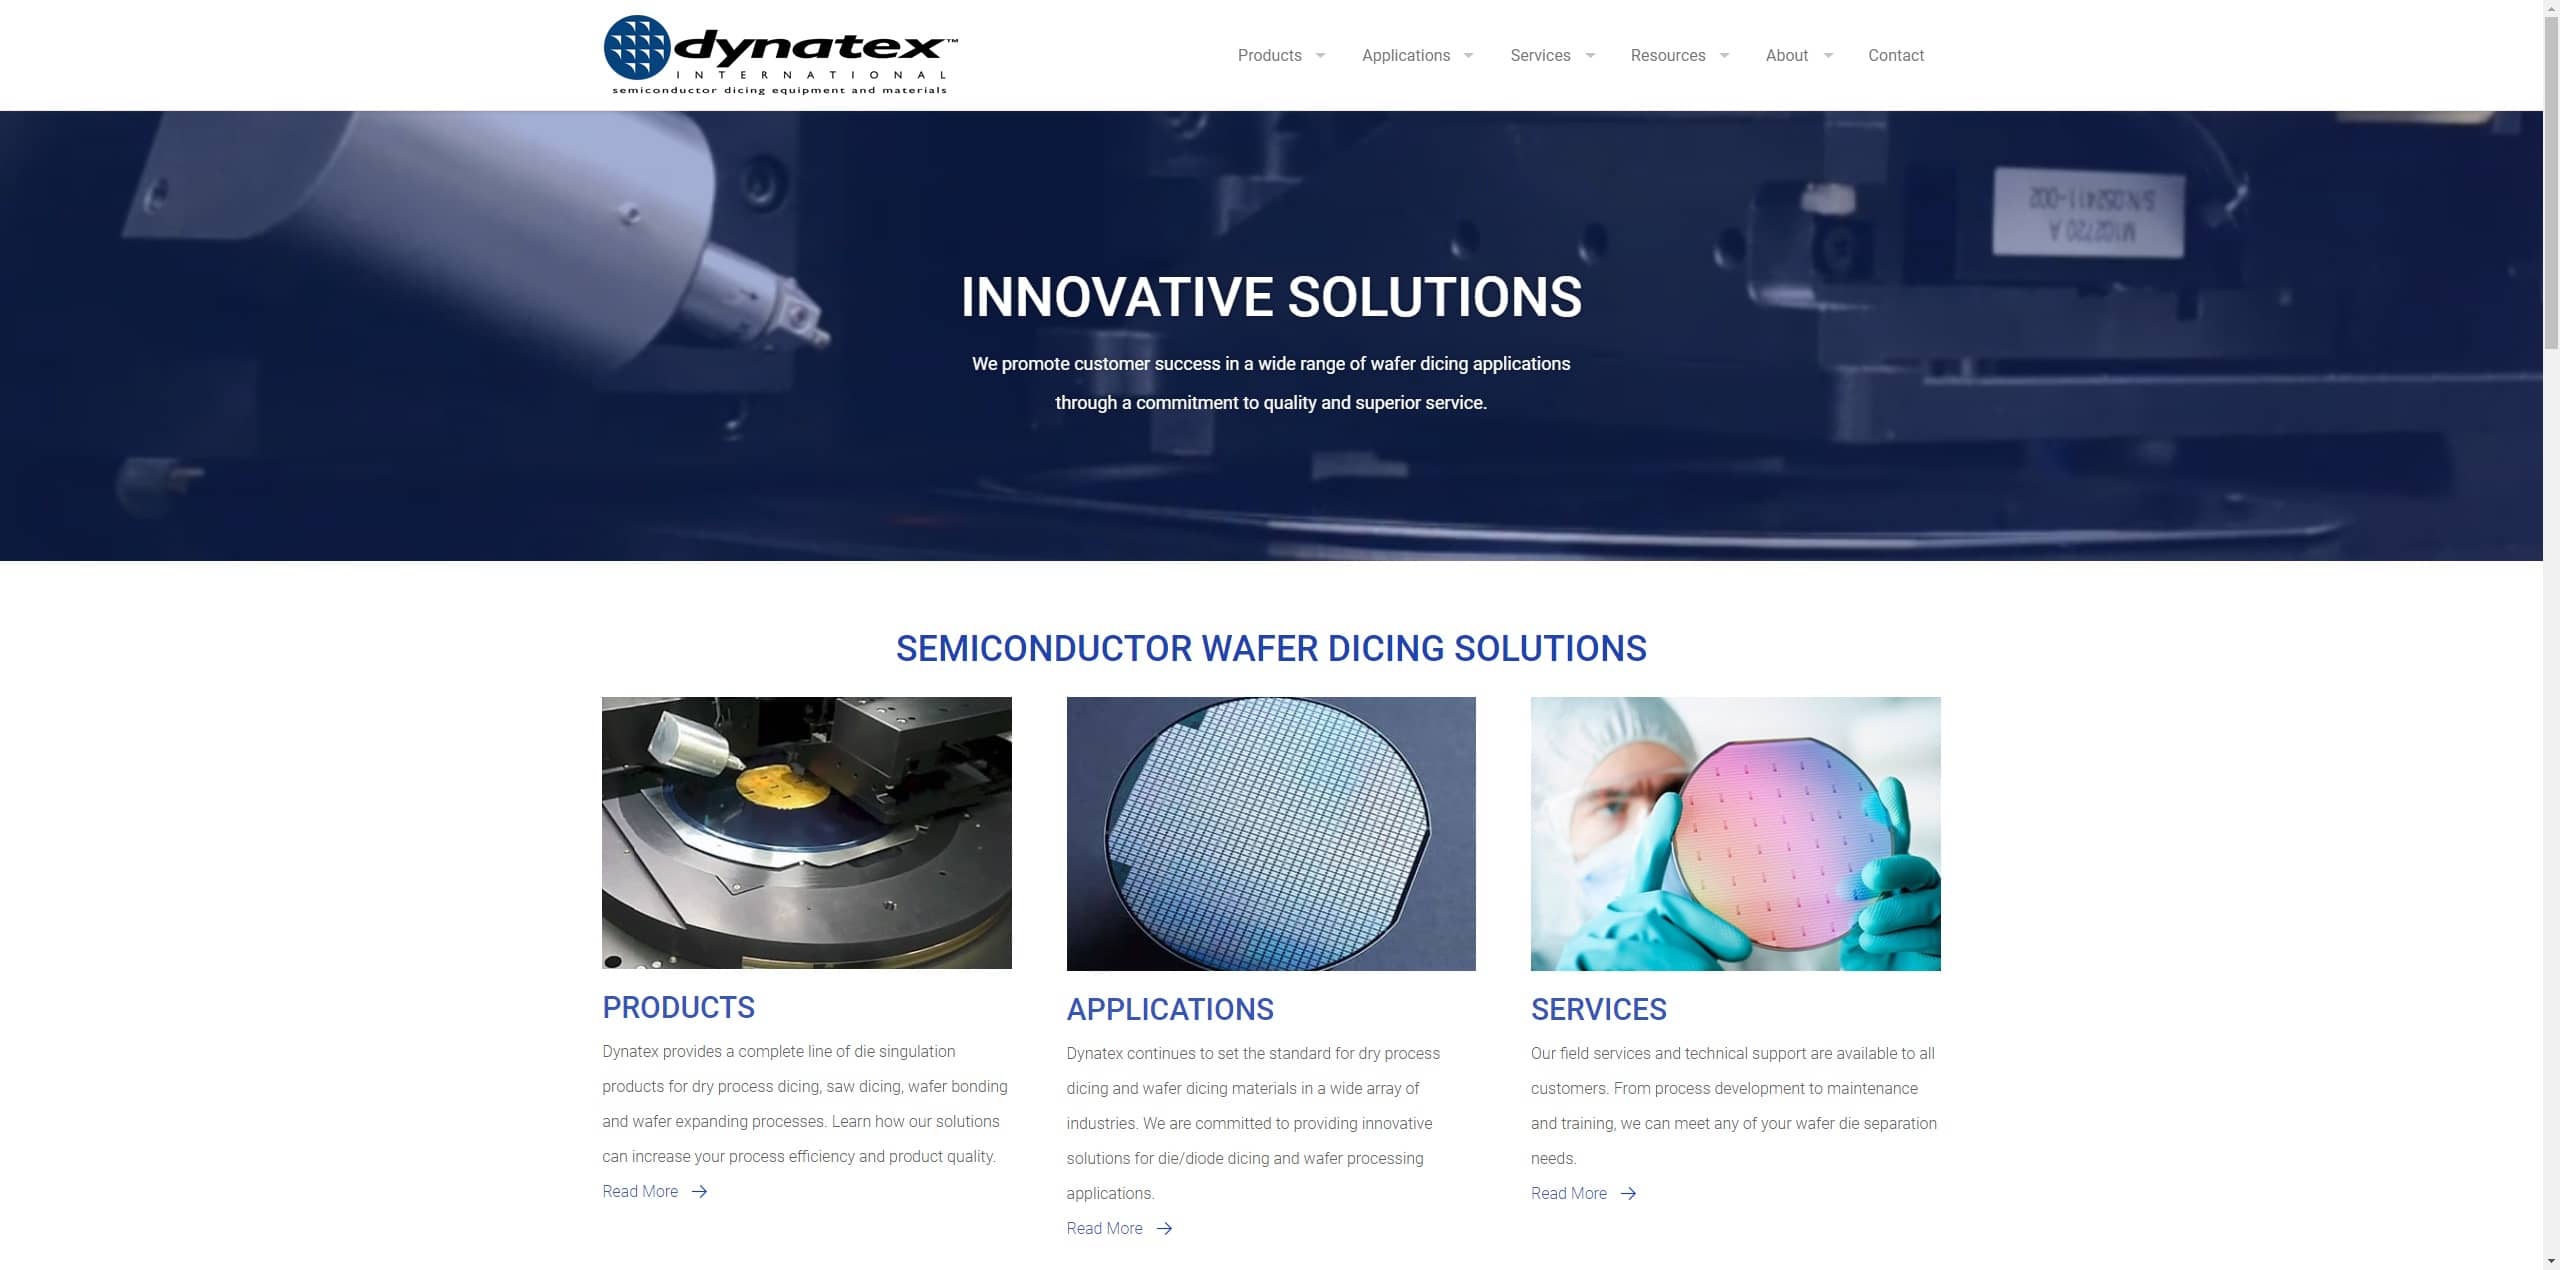 dynatex™
INTERNATIONAL
semiconductor dicing equipment and materials
Products
Applications
Services
Resources
About
Contact
S/N:052411-002
M102720 A
INNOVATIVE SOLUTIONS
We promote customer success in a wide range of wafer dicing applications
through a commitment to quality and superior service.
SEMICONDUCTOR WAFER DICING SOLUTIONS
PRODUCTS
Dynatex provides a complete line of die singulation
products for dry process dicing, saw dicing, wafer bonding
and wafer expanding processes. Learn how our solutions
can increase your process efficiency and product quality.
Read More →
APPLICATIONS
Dynatex continues to set the standard for dry process
dicing and wafer dicing materials in a wide array of
industries. We are committed to providing innovative
solutions for die/diode dicing and wafer processing
applications.
Read More →
SERVICES
Our field services and technical support are available to all
customers. From process development to maintenance
and training, we can meet any of your wafer die separation
needs.
Read More →